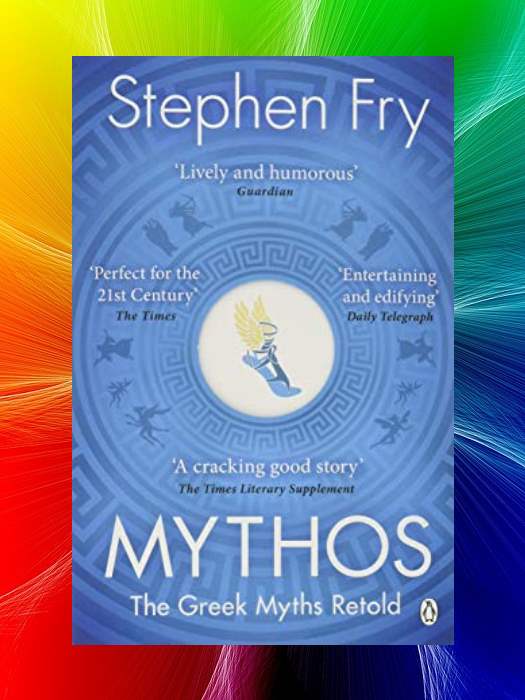 Stephen Fry
‘Lively and humorous’
Guardian
‘Perfect for the
21st Century’
The Times
‘Entertaining
and edifying’
Daily Telegraph
‘A cracking good story’
The Times Literary Supplement
MYTHOS
The Greek Myths Retold